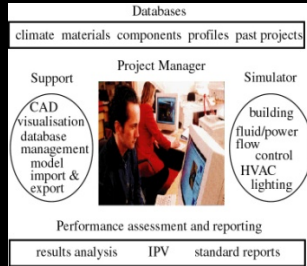 Databases
climate materials components profiles past projects
Support
Project Manager
Simulator
CAD
visualisation
database
management
model
import &
export
building
fluid/power
flow
control
HVAC
lighting
Performance assessment and reporting
results analysis IPV standard reports